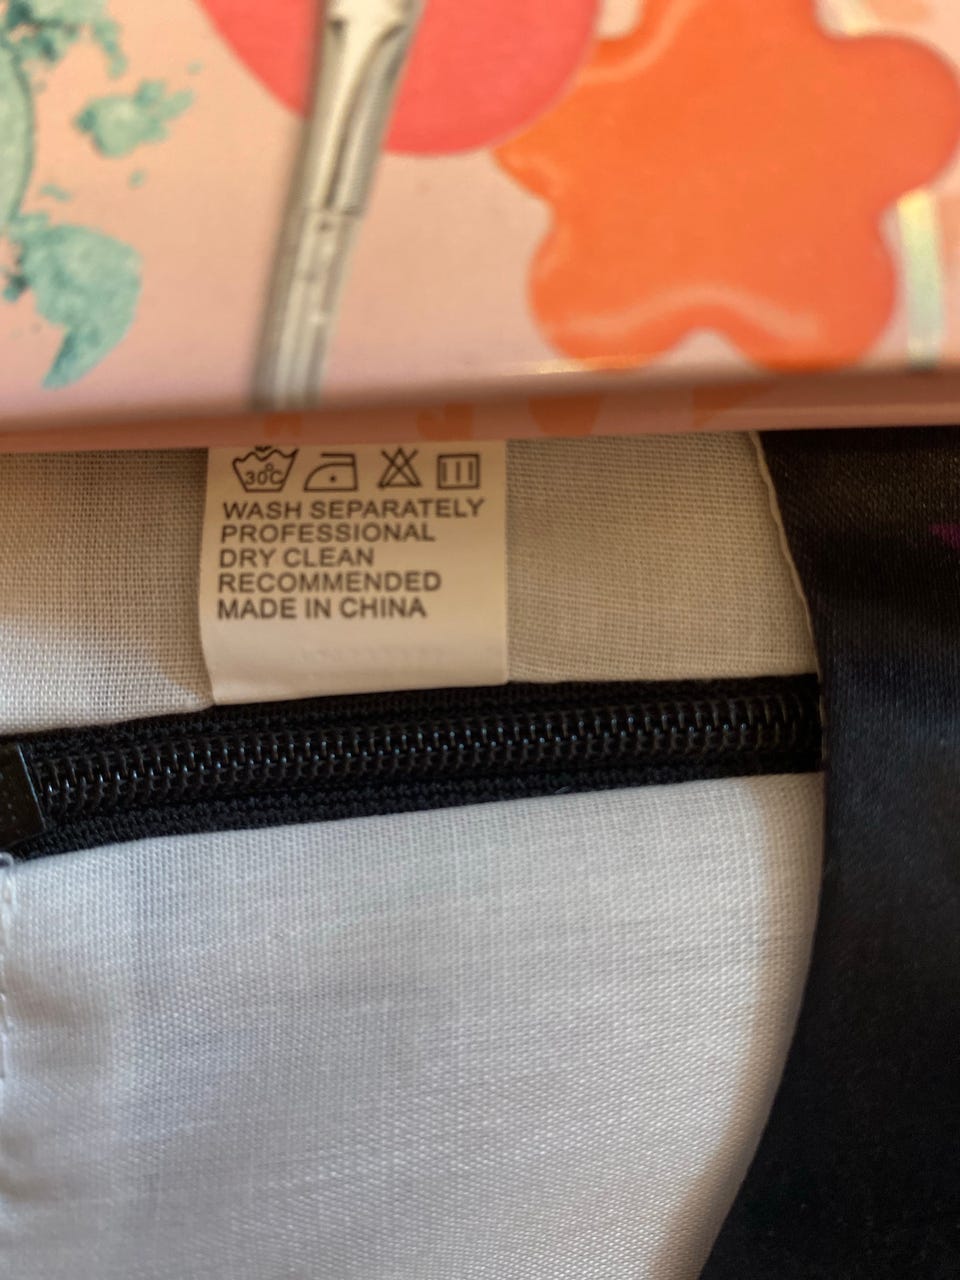 30°C
WASH SEPARATELY
PROFESSIONAL
DRY CLEAN
RECOMMENDED
MADE IN CHINA